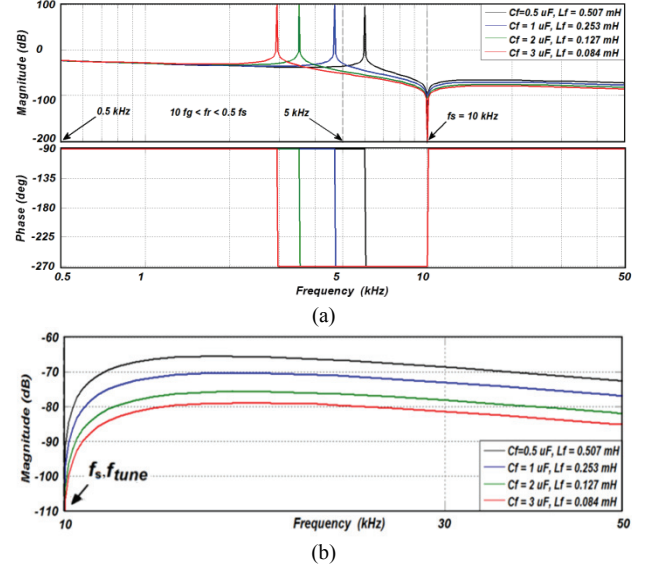 100
0
-100
-200
Magnitude (dB)
Cf=0.5 uF, Lf = 0.507 mH
Cf = 1 uF, Lf = 0.253 mH
Cf = 2 uF, Lf = 0.127 mH
Cf = 3 uF, Lf = 0.084 mH
0.5 kHz
10 fg < fr < 0.5 fs
5 kHz
fs = 10 kHz
-90
-135
-180
-225
-270
Phase (deg)
0.5
1
5
10
50
Frequency (kHz)
(a)
-60
-70
-80
-90
-100
-110
Magnitude (dB)
fs,ftune
Cf=0.5 uF, Lf = 0.507 mH
Cf = 1 uF, Lf = 0.253 mH
Cf = 2 uF, Lf = 0.127 mH
Cf = 3 uF, Lf = 0.084 mH
10
Frequency (kHz)
30
50
(b)